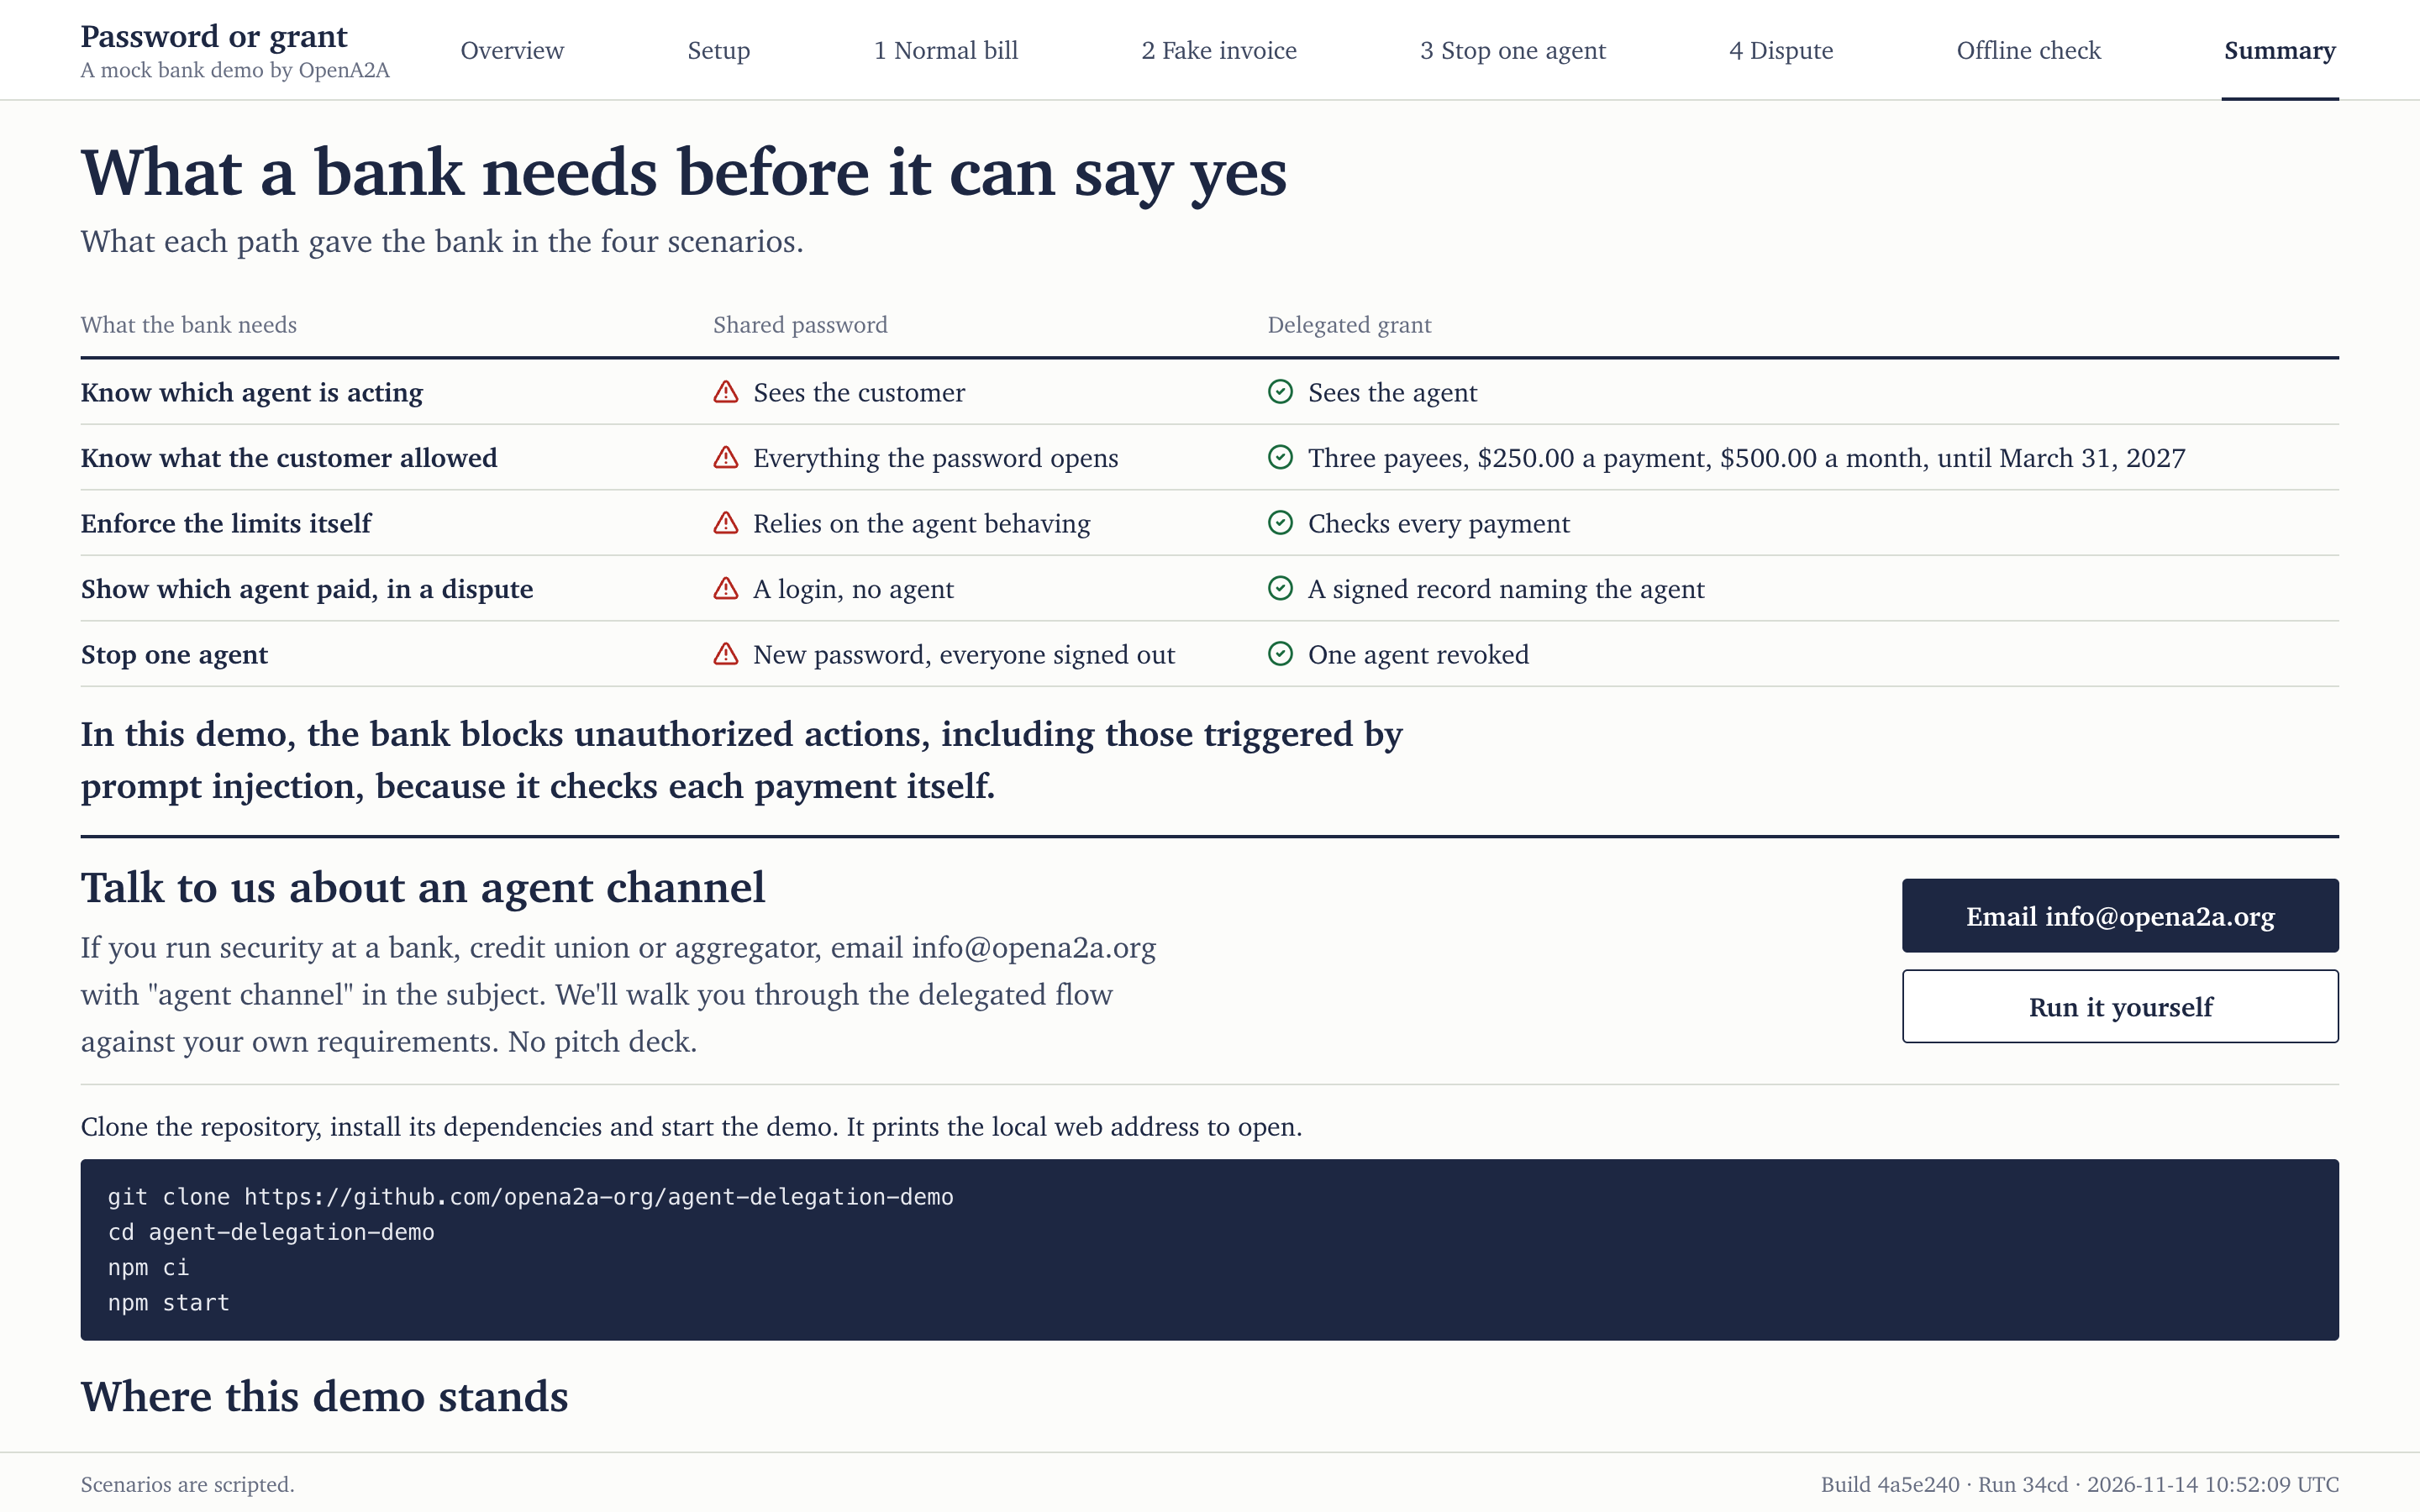 Password or grant
A mock bank demo by OpenA2A
Overview
Setup
1 Normal bill
2 Fake invoice
3 Stop one agent
4 Dispute
Offline check
Summary
What a bank needs before it can say yes
What each path gave the bank in the four scenarios.
What the bank needs Shared password Delegated grant
Know which agent is acting Sees the customer Sees the agent
Know what the customer allowed Everything the password opens Three payees, $250.00 a payment, $500.00 a month, until March 31, 2027
Enforce the limits itself Relies on the agent behaving Checks every payment
Show which agent paid, in a dispute A login, no agent A signed record naming the agent
Stop one agent New password, everyone signed out One agent revoked
In this demo, the bank blocks unauthorized actions, including those triggered by
prompt injection, because it checks each payment itself.
Talk to us about an agent channel
If you run security at a bank, credit union or aggregator, email info@opena2a.org
with "agent channel" in the subject. We'll walk you through the delegated flow
against your own requirements. No pitch deck.
Email info@opena2a.org
Run it yourself
Clone the repository, install its dependencies and start the demo. It prints the local web address to open.
git clone https://github.com/opena2a-org/agent-delegation-demo
cd agent-delegation-demo
npm ci
npm start
Where this demo stands
Scenarios are scripted.
Build 4a5e240 · Run 34cd · 2026-11-14 10:52:09 UTC